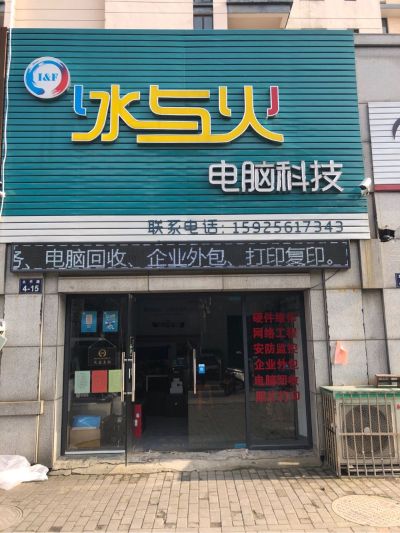 I&F
冰与火
电脑科技
联系电话:15925617343
务、电脑回收、企业外包、打印复印。
4-15
硬件维修
网络工程
安防监控
企业外包
电脑回收